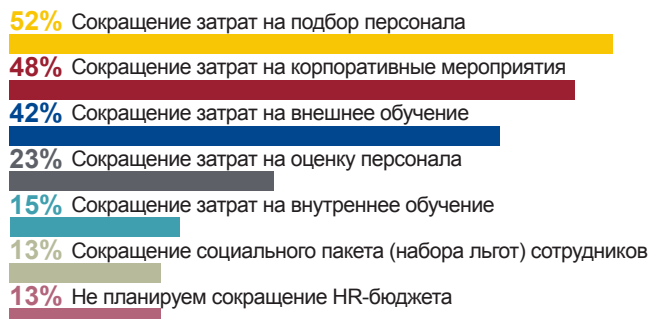 52% Сокращение затрат на подбор персонала
48% Сокращение затрат на корпоративные мероприятия
42% Сокращение затрат на внешнее обучение
23% Сокращение затрат на оценку персонала
15% Сокращение затрат на внутреннее обучение
13% Сокращение социального пакета (набора льгот) сотрудников
13% Не планируем сокращение HR-бюджета